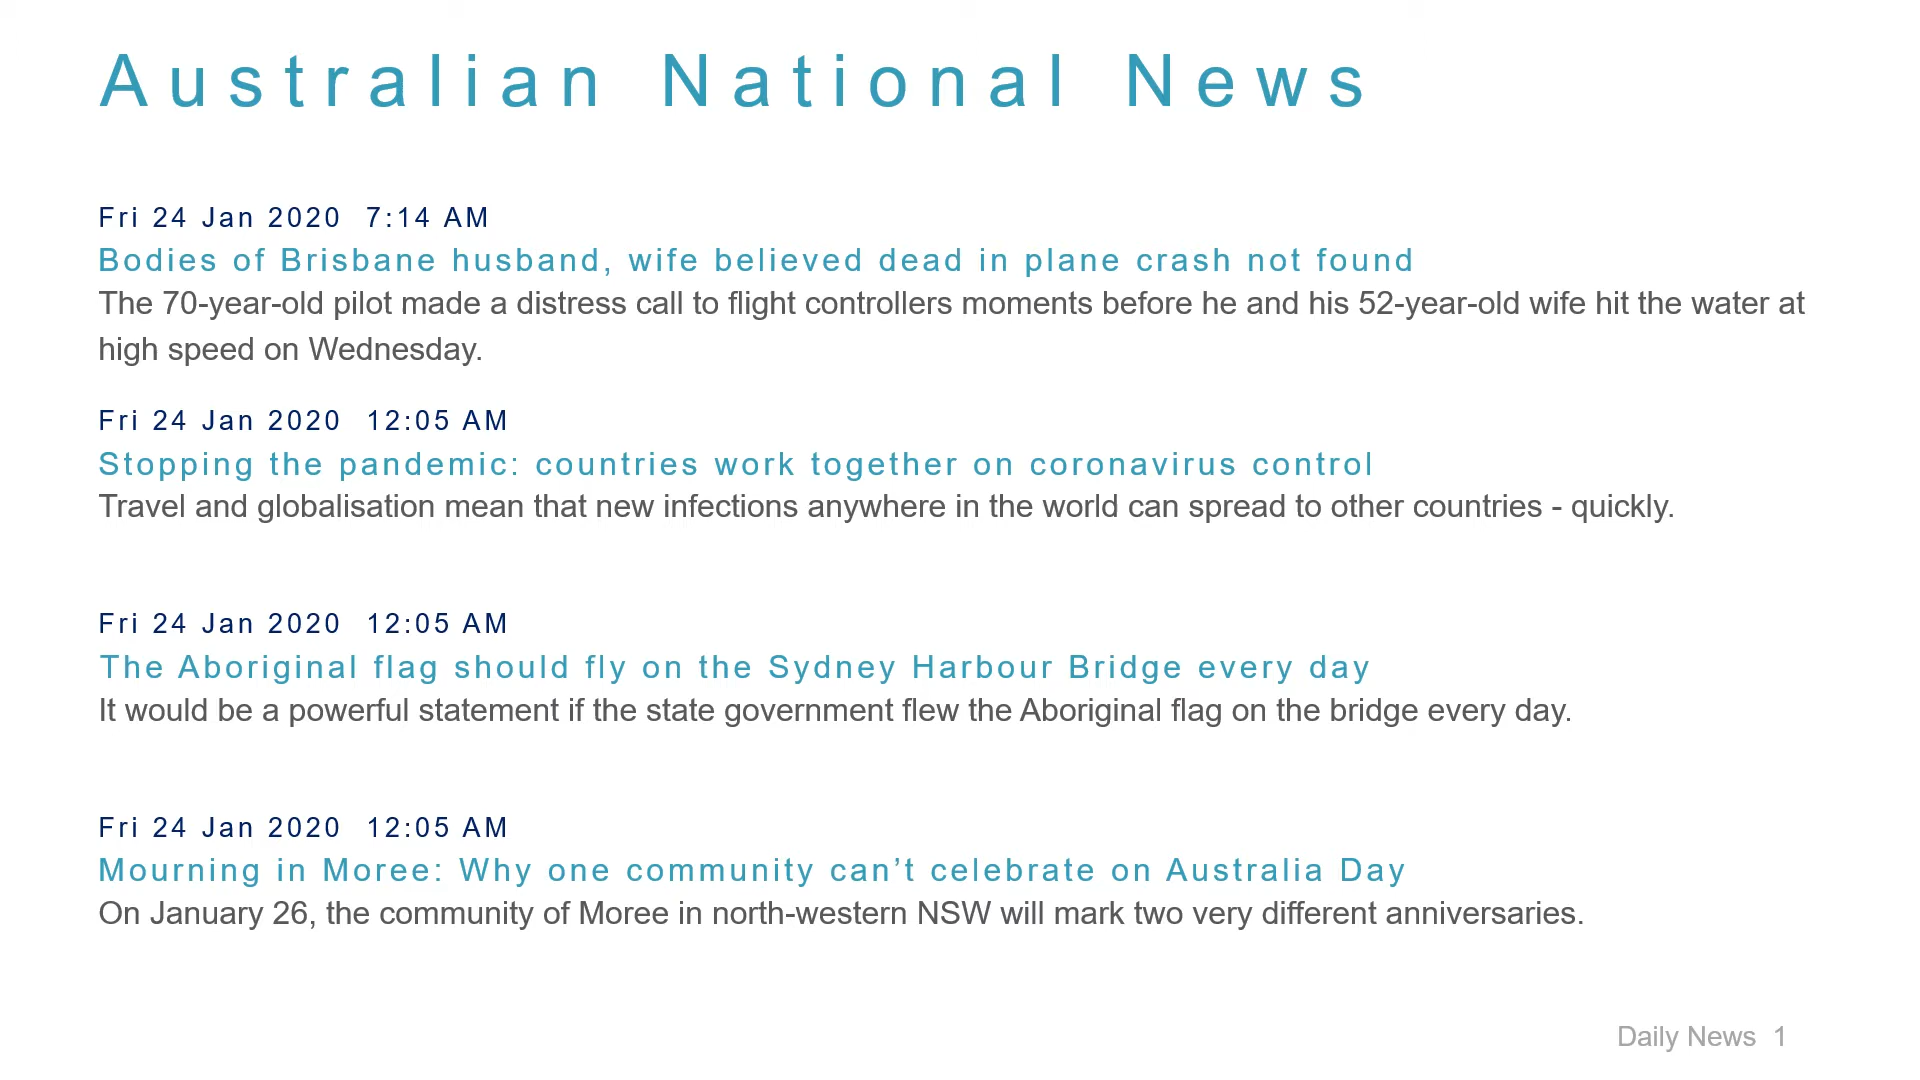 Australian National News
Fri 24 Jan 2020  7:14 AM
Bodies of Brisbane husband, wife believed dead in plane crash not found
The 70-year-old pilot made a distress call to flight controllers moments before he and his 52-year-old wife hit the water at
high speed on Wednesday.
Fri 24 Jan 2020  12:05 AM
Stopping the pandemic: countries work together on coronavirus control
Travel and globalisation mean that new infections anywhere in the world can spread to other countries - quickly.
Fri 24 Jan 2020  12:05 AM
The Aboriginal flag should fly on the Sydney Harbour Bridge every day
It would be a powerful statement if the state government flew the Aboriginal flag on the bridge every day.
Fri 24 Jan 2020  12:05 AM
Mourning in Moree: Why one community can’t celebrate on Australia Day
On January 26, the community of Moree in north-western NSW will mark two very different anniversaries.
Daily News  1